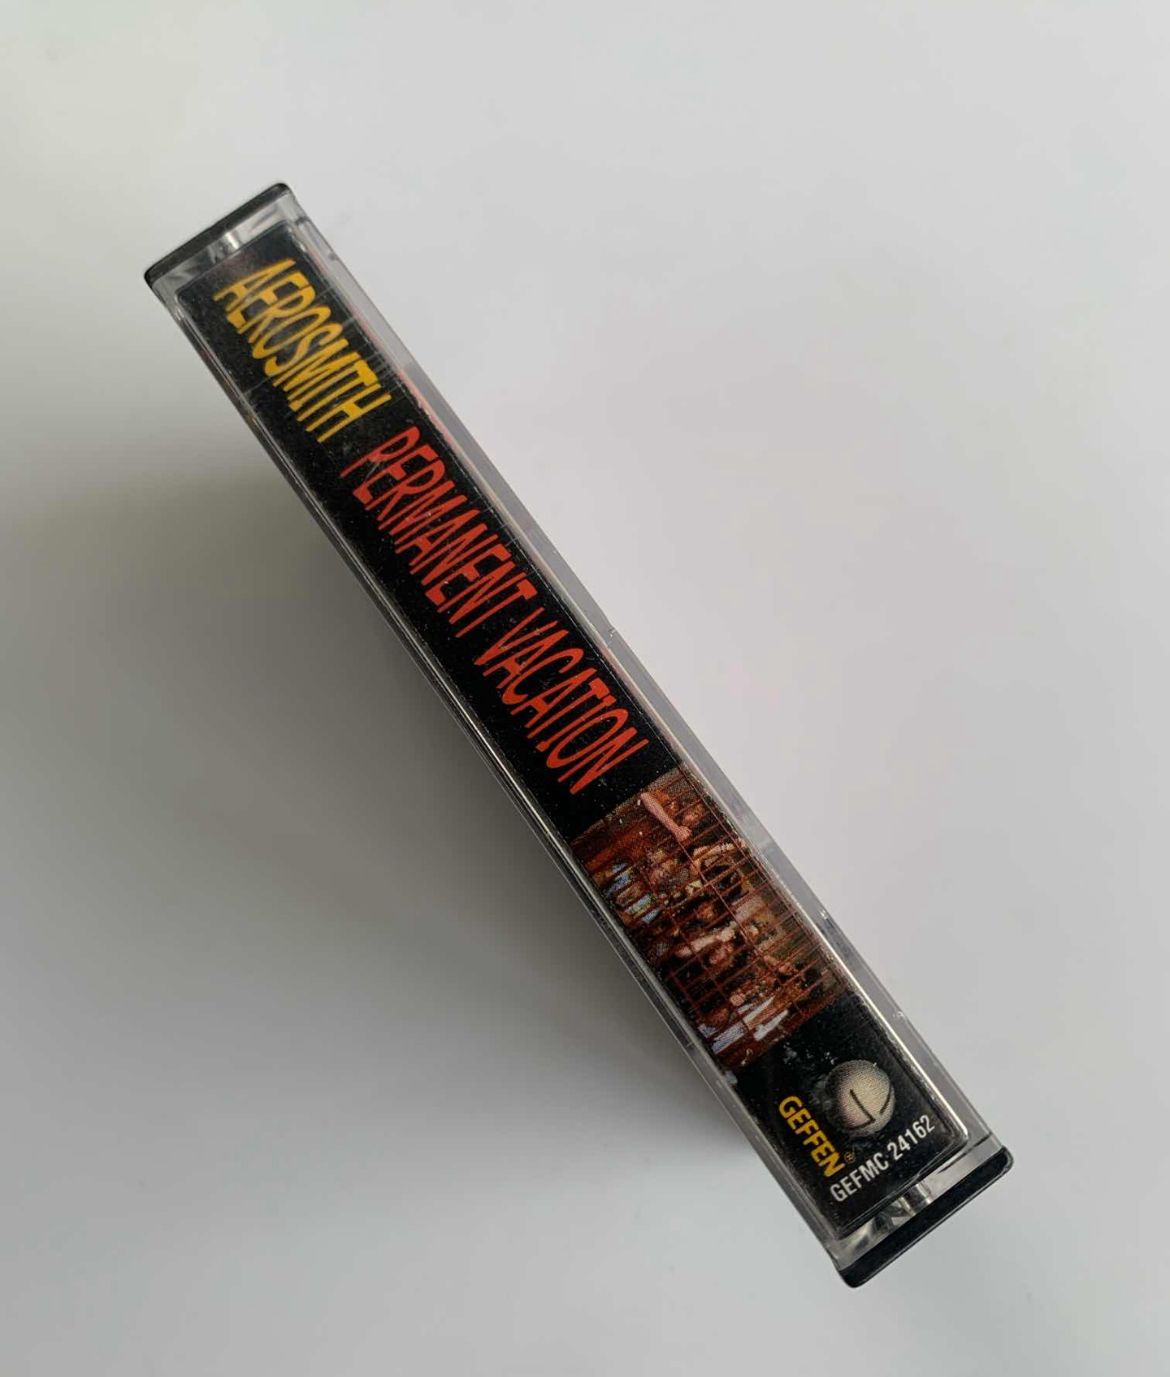 AEROSMITH PERMANENT VACATION
GEFFEN®
GEFMC 24162